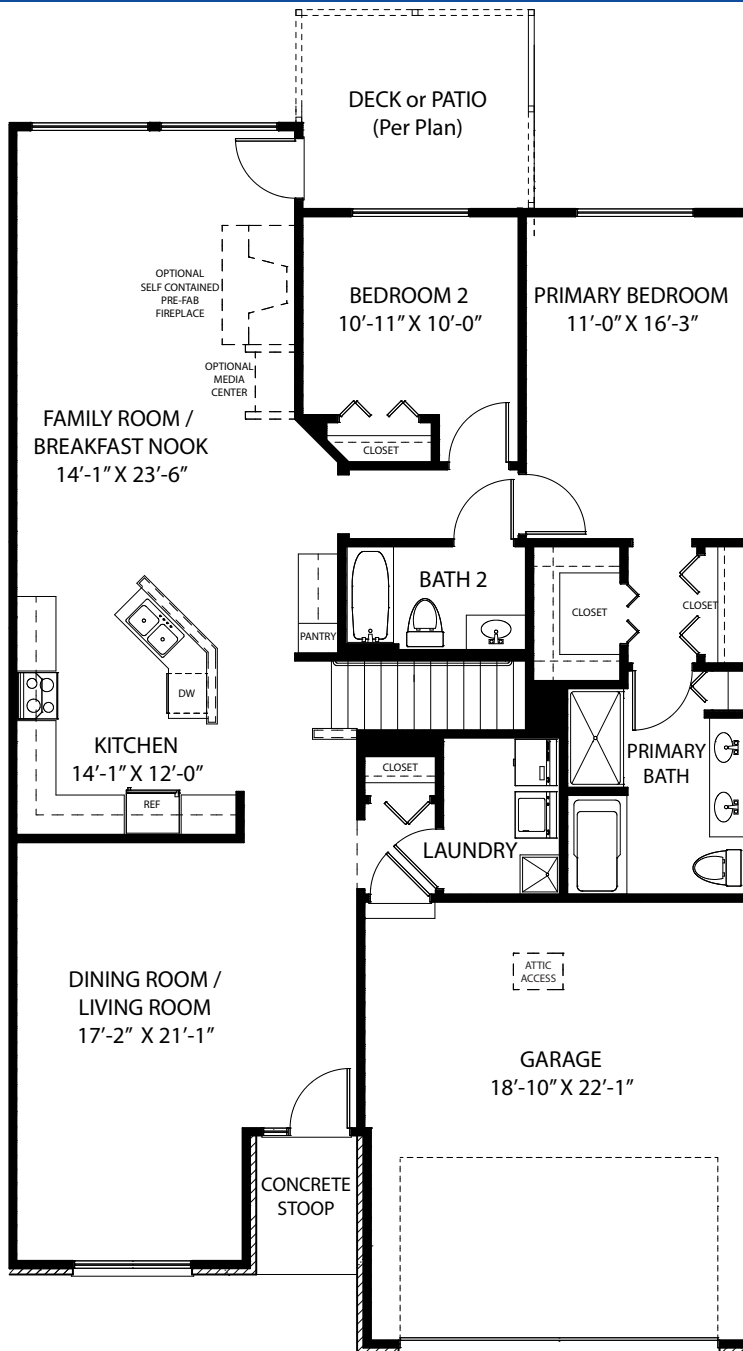 DECK or PATIO
(Per Plan)
OPTIONAL
SELF CONTAINED
PRE-FAB
FIREPLACE
BEDROOM 2
10’-11” X 10’-0”
PRIMARY BEDROOM
11’-0” X 16’-3”
OPTIONAL
MEDIA
CENTER
FAMILY ROOM /
BREAKFAST NOOK
14’-1” X 23’-6”
CLOSET
BATH 2
CLOSET
CLOSET
PANTRY
DW
KITCHEN
14’-1” X 12’-0”
REF
CLOSET
PRIMARY
BATH
LAUNDRY
DINING ROOM /
LIVING ROOM
17’-2” X 21’-1”
ATTIC
ACCESS
GARAGE
18’-10” X 22’-1”
CONCRETE
STOOP